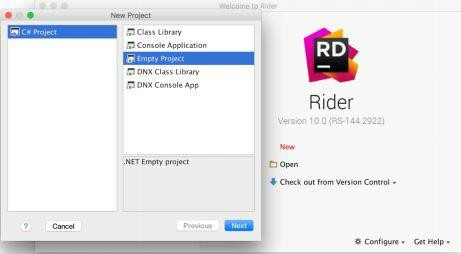 Welcome to Rider
New Project
C# Project
Class Library
Console Application
Empty Project
DNX Class Library
DNX Console App
.NET Empty project
?
Cancel
Previous
Next
RD
Rider
Version 10.0 (RS-144.2922)
New
Open
Check out from Version Control
Configure
Get Help